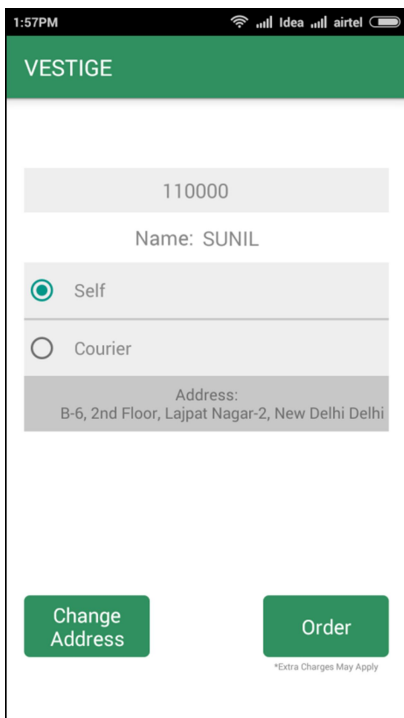 1:57PM Idea airtel
VESTIGE
110000
Name: SUNIL
Self
Courier
Address:
B-6, 2nd Floor, Lajpat Nagar-2, New Delhi Delhi
Change
Address
Order
*Extra Charges May Apply